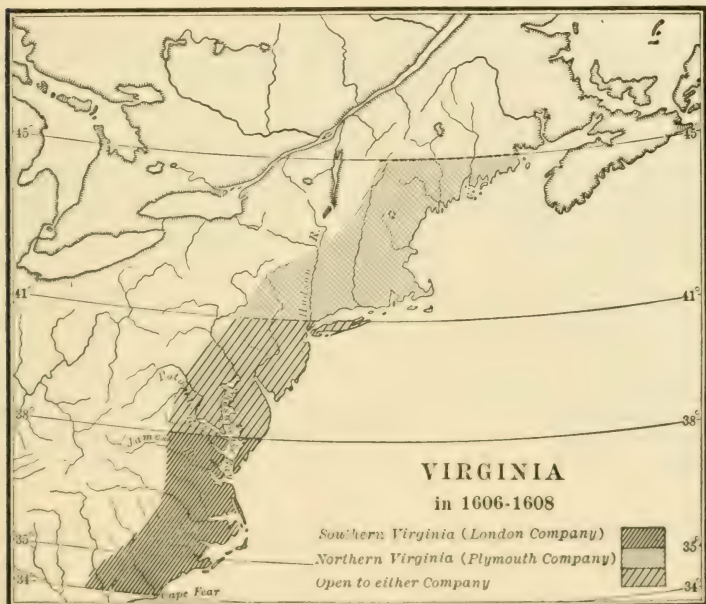 45°
45°
Hudson R.
41°
41°
38°
38°
James
VIRGINIA
in 1606-1608
Southern Virginia (London Company)
Northern Virginia (Plymouth Company)
Open to either Company
35°
35°
34°
34°
Cape Fear